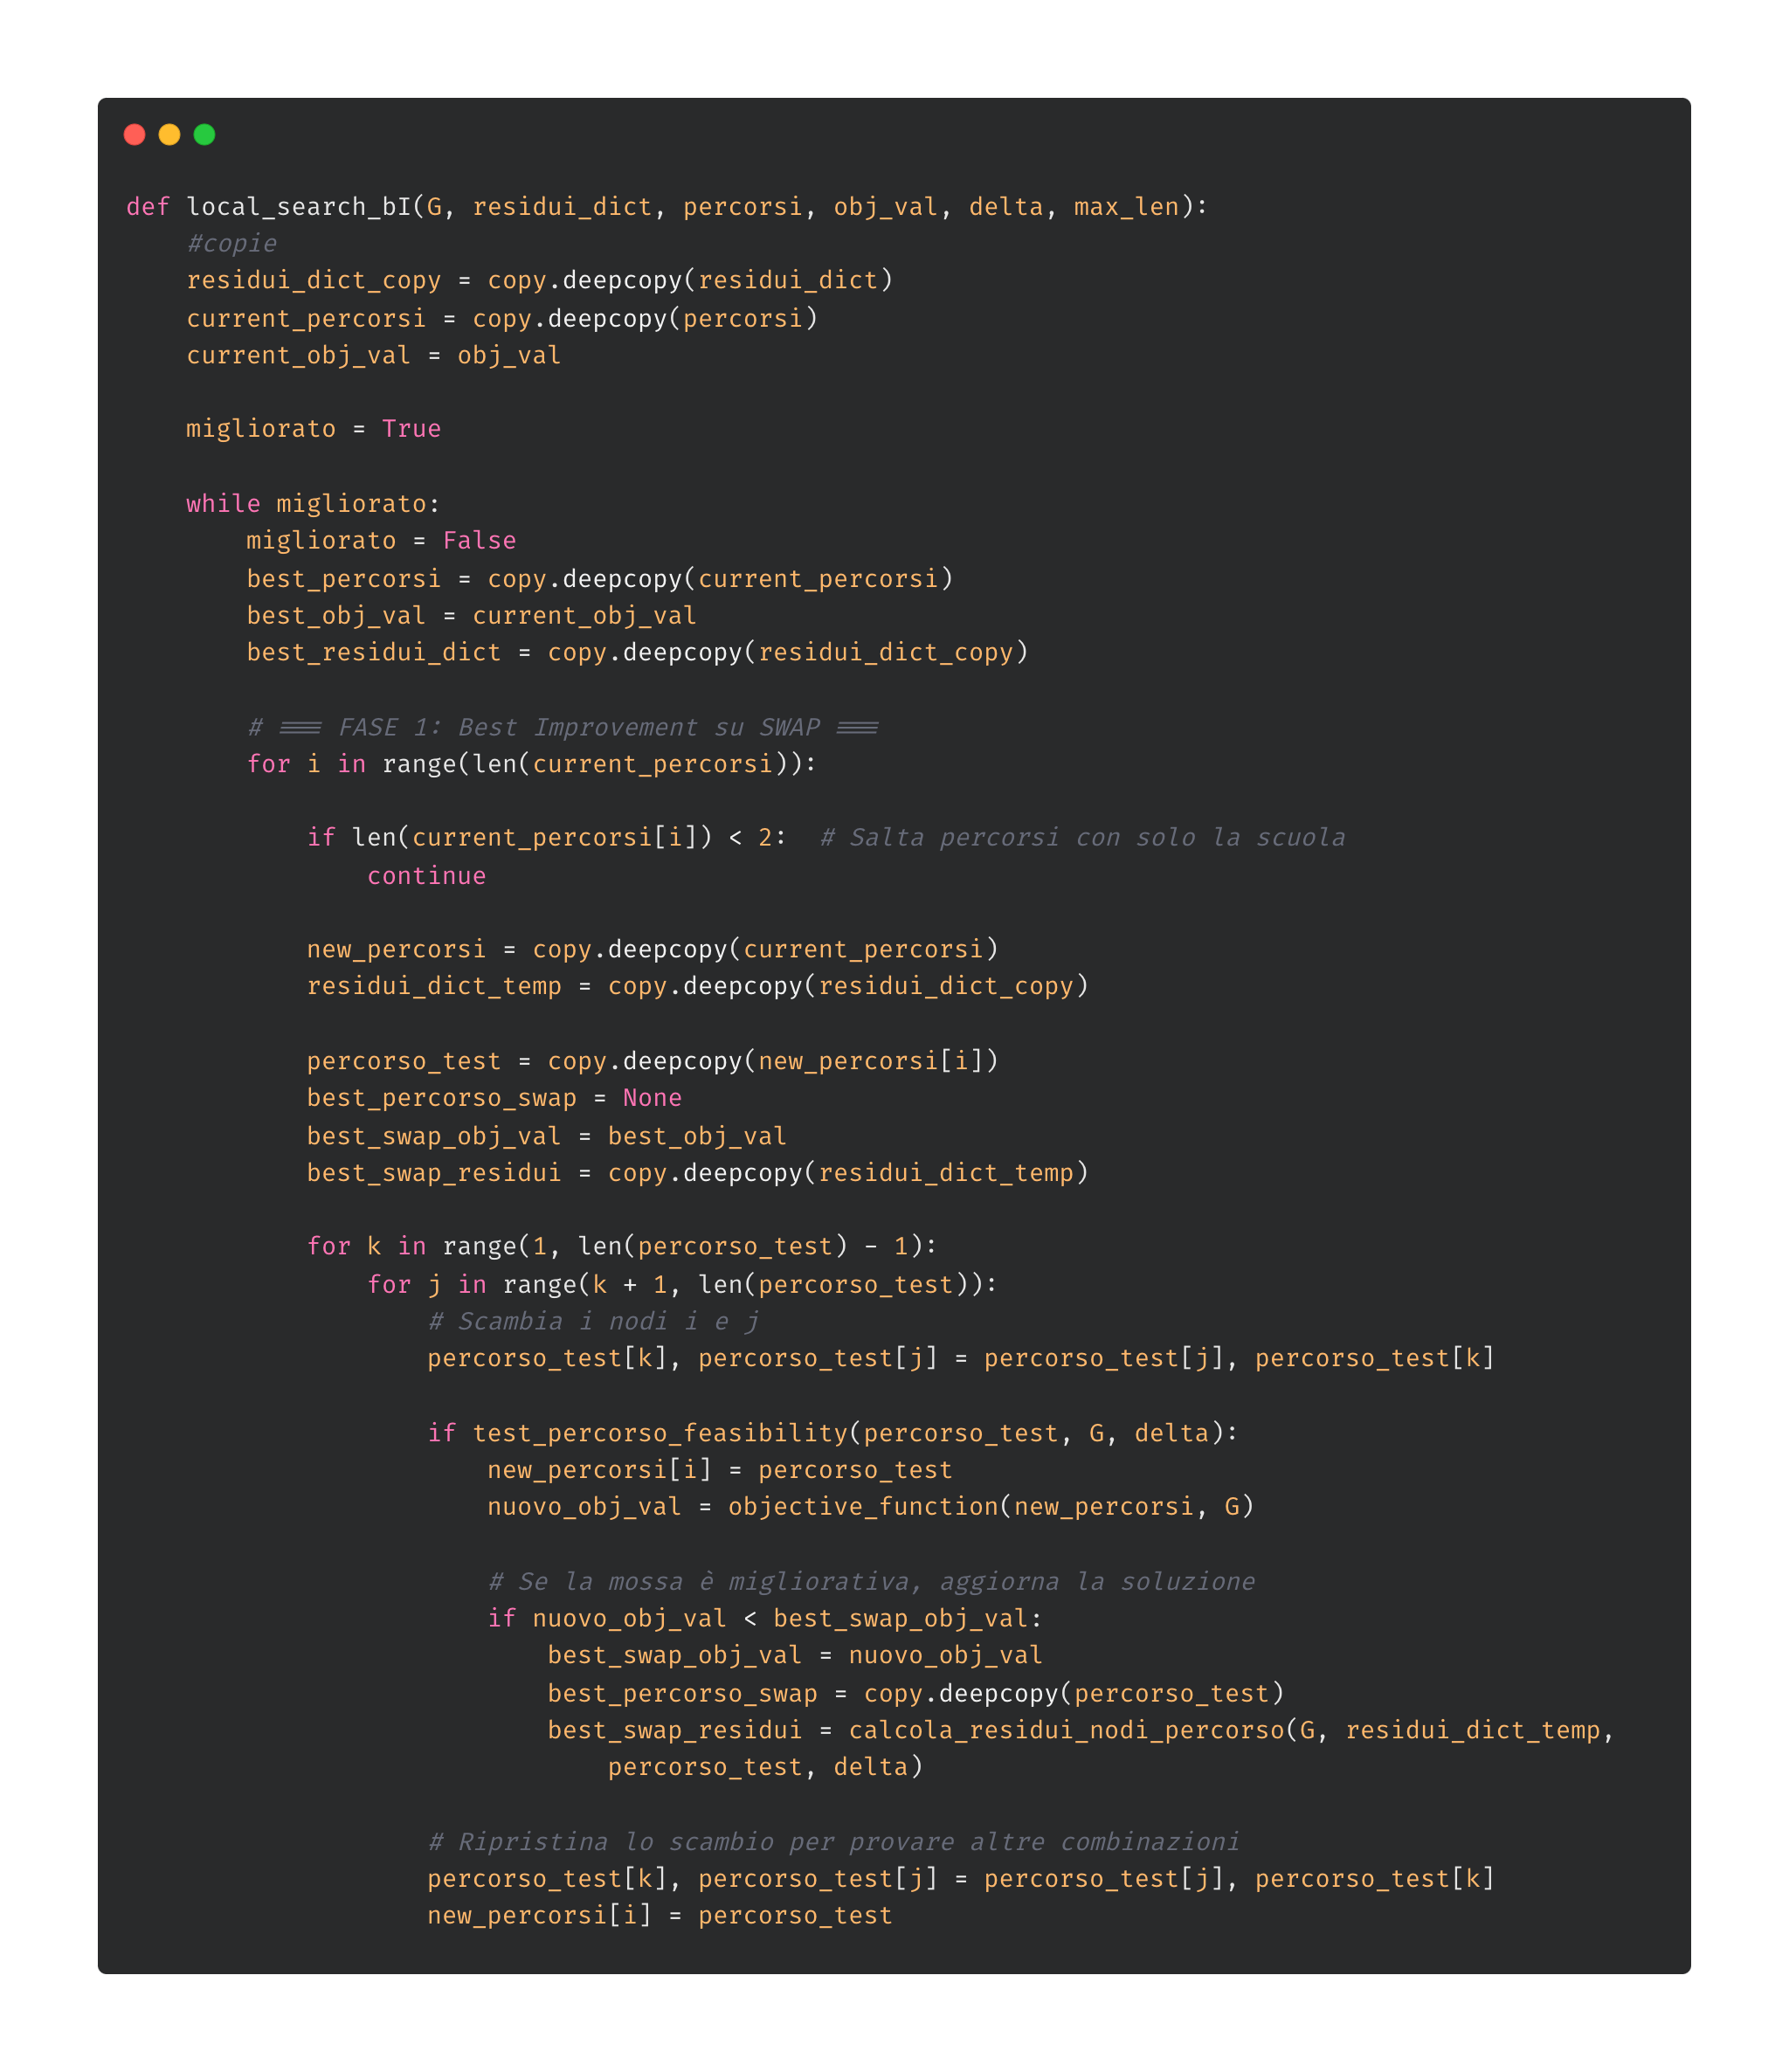 def local_search_bI(G, residui_dict, percorsi, obj_val, delta, max_len):
    #copie
    residui_dict_copy = copy.deepcopy(residui_dict)
    current_percorsi = copy.deepcopy(percorsi)
    current_obj_val = obj_val

    migliorato = True

    while migliorato:
        migliorato = False
        best_percorsi = copy.deepcopy(current_percorsi)
        best_obj_val = current_obj_val
        best_residui_dict = copy.deepcopy(residui_dict_copy)

        # === FASE 1: Best Improvement su SWAP ===
        for i in range(len(current_percorsi)):

            if len(current_percorsi[i]) < 2:  # Salta percorsi con solo la scuola
                continue

            new_percorsi = copy.deepcopy(current_percorsi)
            residui_dict_temp = copy.deepcopy(residui_dict_copy)

            percorso_test = copy.deepcopy(new_percorsi[i])
            best_percorso_swap = None
            best_swap_obj_val = best_obj_val
            best_swap_residui = copy.deepcopy(residui_dict_temp)

            for k in range(1, len(percorso_test) - 1):
                for j in range(k + 1, len(percorso_test)):
                    # Scambia i nodi i e j
                    percorso_test[k], percorso_test[j] = percorso_test[j], percorso_test[k]

                    if test_percorso_feasibility(percorso_test, G, delta):
                        new_percorsi[i] = percorso_test
                        nuovo_obj_val = objective_function(new_percorsi, G)

                        # Se la mossa è migliorativa, aggiorna la soluzione
                        if nuovo_obj_val < best_swap_obj_val:
                            best_swap_obj_val = nuovo_obj_val
                            best_percorso_swap = copy.deepcopy(percorso_test)
                            best_swap_residui = calcola_residui_nodi_percorso(G, residui_dict_temp,
                                percorso_test, delta)

                    # Ripristina lo scambio per provare altre combinazioni
                    percorso_test[k], percorso_test[j] = percorso_test[j], percorso_test[k]
                    new_percorsi[i] = percorso_test